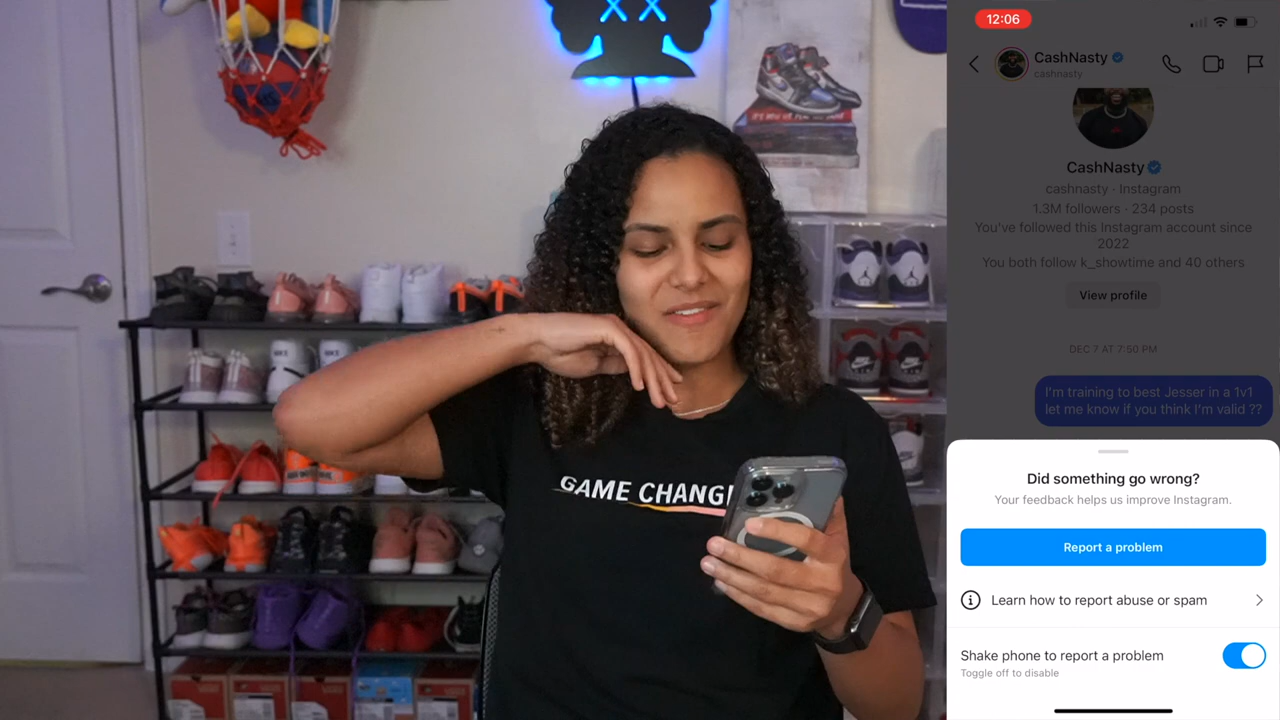 12:06
CashNasty
cashnasty
CashNasty
cashnasty · Instagram
1.3M followers · 234 posts
You've followed this Instagram account since
2022
You both follow k_showtime and 40 others
View profile
DEC 7 AT 7:50 PM
I'm training to best Jesser in a 1v1
let me know if you think I'm valid ??
Did something go wrong?
Your feedback helps us improve Instagram.
Report a problem
Learn how to report abuse or spam
Shake phone to report a problem
Toggle off to disable
GAME CHANG
NIKE